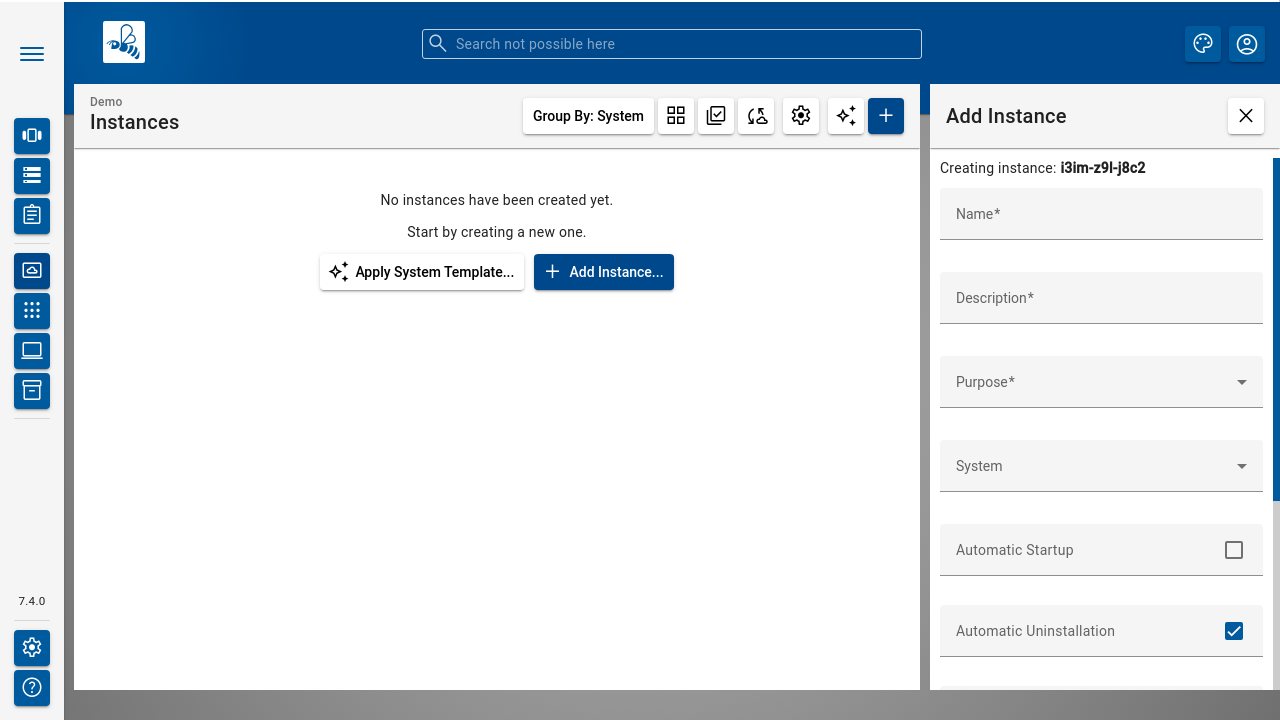 Search not possible here
Demo
Instances
Group By: System
No instances have been created yet.
Start by creating a new one.
Apply System Template...
Add Instance...
Add Instance
Creating instance: i3im-z9l-j8c2
Name*
Description*
Purpose*
System
Automatic Startup
Automatic Uninstallation
7.4.0